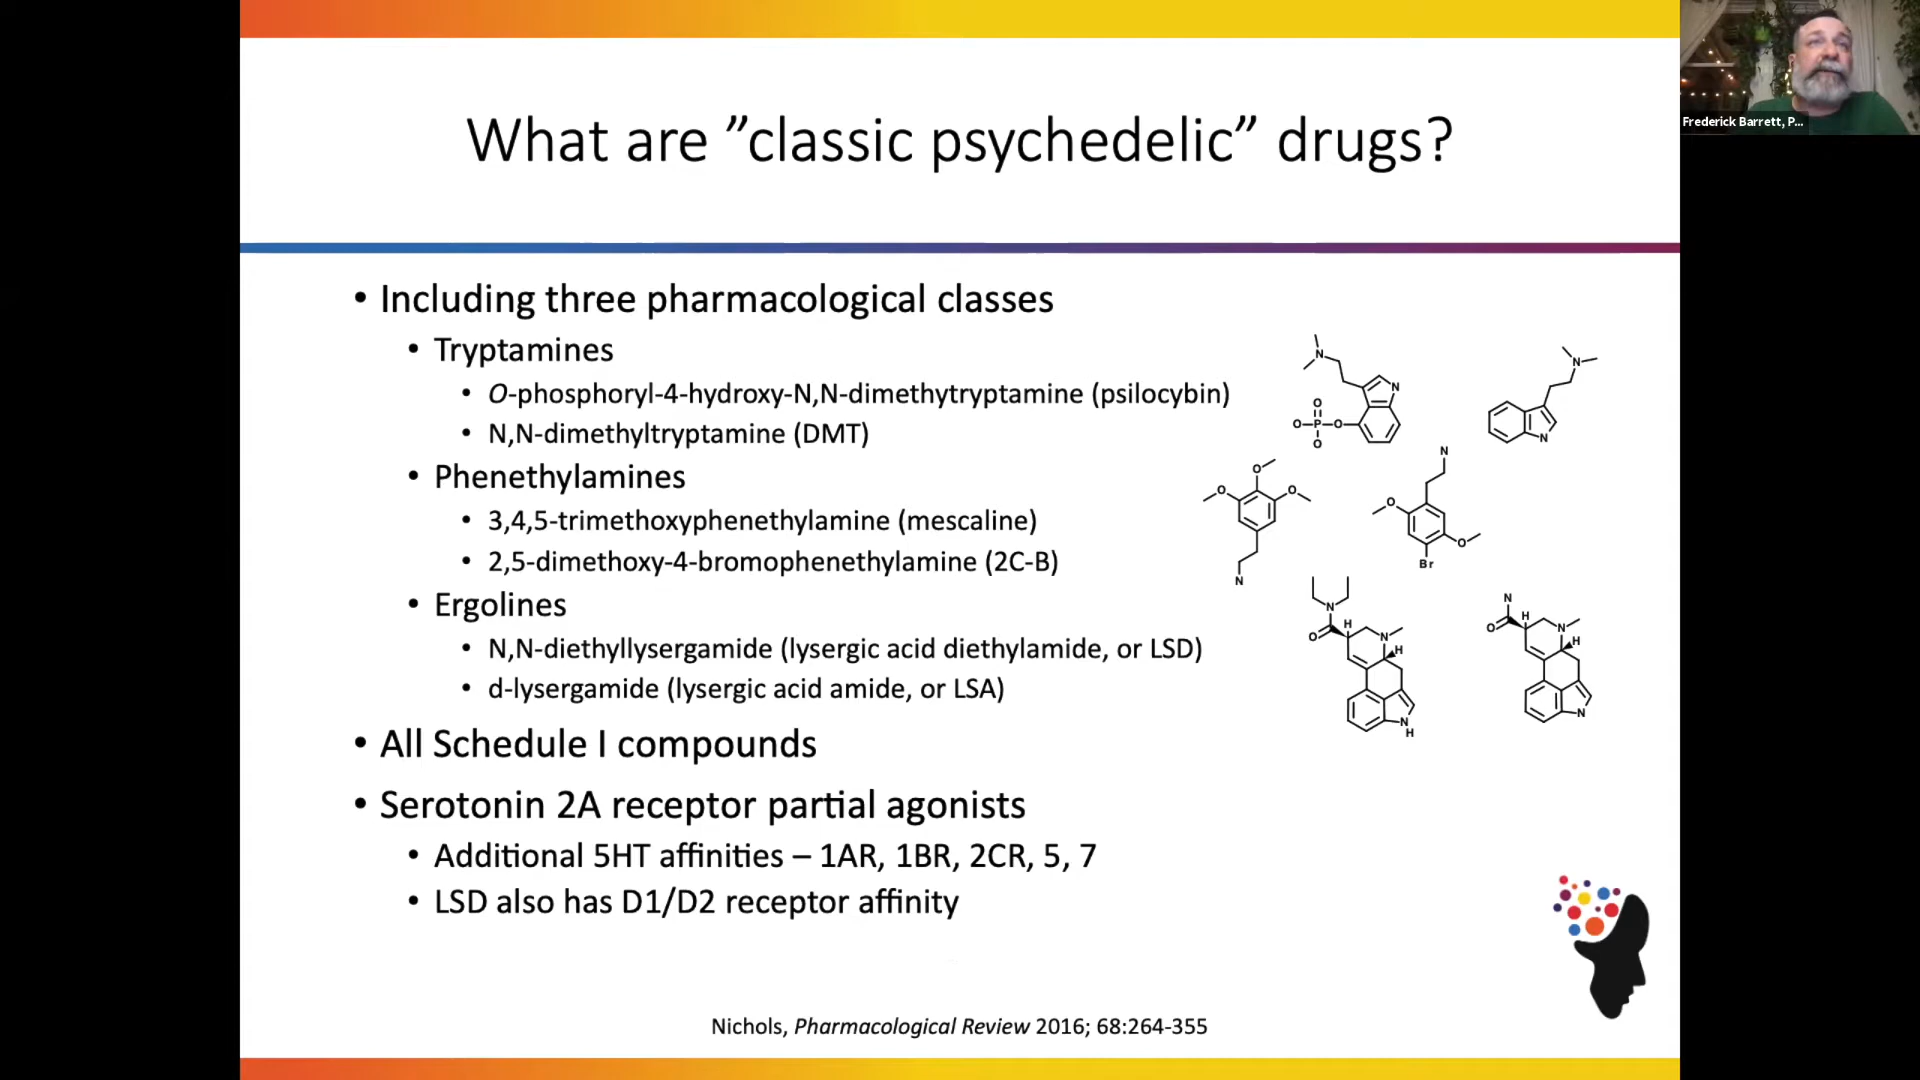 What are ”classic psychedelic” drugs?
Frederick Barrett, P...
• Including three pharmacological classes
• Tryptamines
• O-phosphoryl-4-hydroxy-N,N-dimethytryptamine (psilocybin)
• N,N-dimethyltryptamine (DMT)
• Phenethylamines
• 3,4,5-trimethoxyphenethylamine (mescaline)
• 2,5-dimethoxy-4-bromophenethylamine (2C-B)
• Ergolines
• N,N-diethyllysergamide (lysergic acid diethylamide, or LSD)
• d-lysergamide (lysergic acid amide, or LSA)
• All Schedule I compounds
• Serotonin 2A receptor partial agonists
• Additional 5HT affinities – 1AR, 1BR, 2CR, 5, 7
• LSD also has D1/D2 receptor affinity
N
N
O
O P O
O
N
N
O
O O
N
N
O
O
Br
N
O
H
N
H
N
H
N
O
H
N
H
N
Nichols, Pharmacological Review 2016; 68:264-355